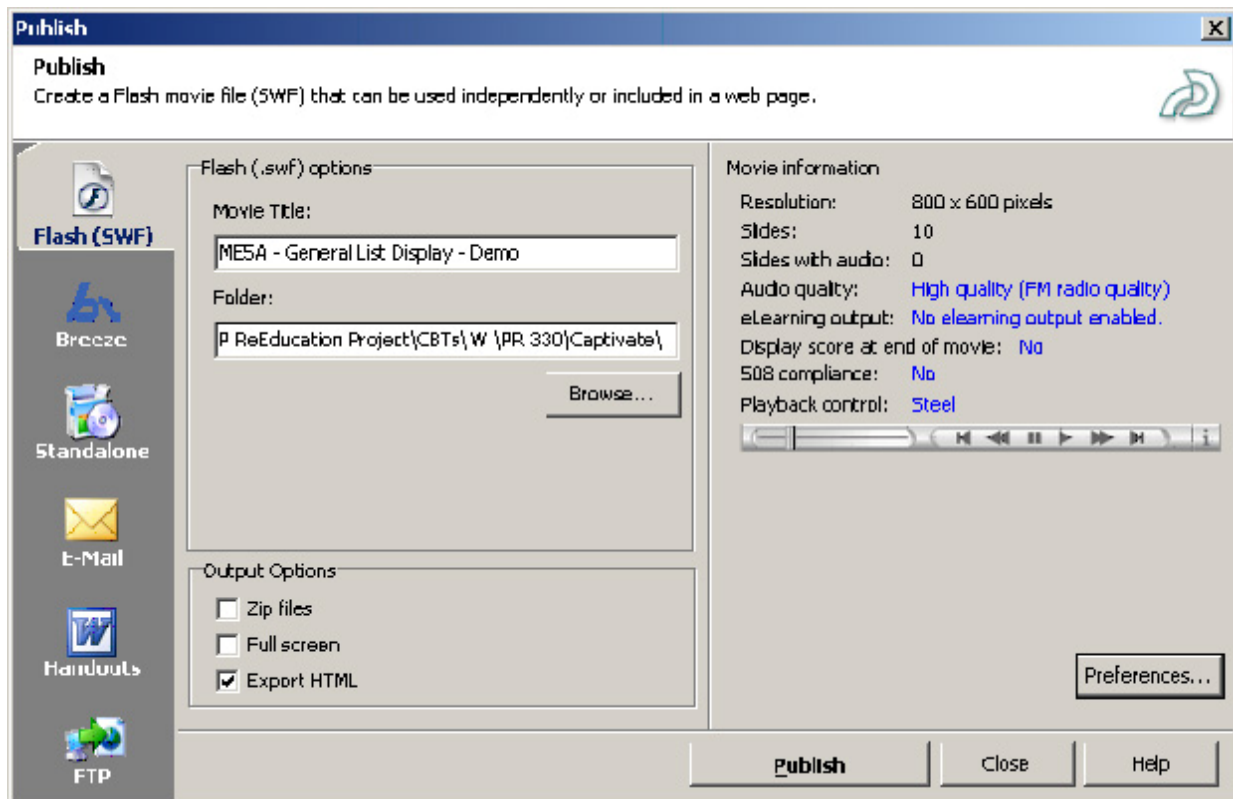 Publish
Publish
Create a Flash movie file (SWF) that can be used independently or included in a web page.
Flash (SWF)
Breeze
Standalone
E-Mail
Handouts
FTP
Flash (.swf) options
Movie Title:
ME5A - General List Display - Demo
Folder:
P ReEducation Project\CBTs\ W \PR 330\Captivate\
Browse...
Output Options
Zip files
Full screen
Export HTML
Movie information
Resolution: 800 x 600 pixels
Slides: 10
Slides with audio: 0
Audio quality: High quality (FM radio quality)
eLearning output: No elearning output enabled.
Display score at end of movie: No
508 compliance: No
Playback control: Steel
i
Preferences...
Publish
Close
Help